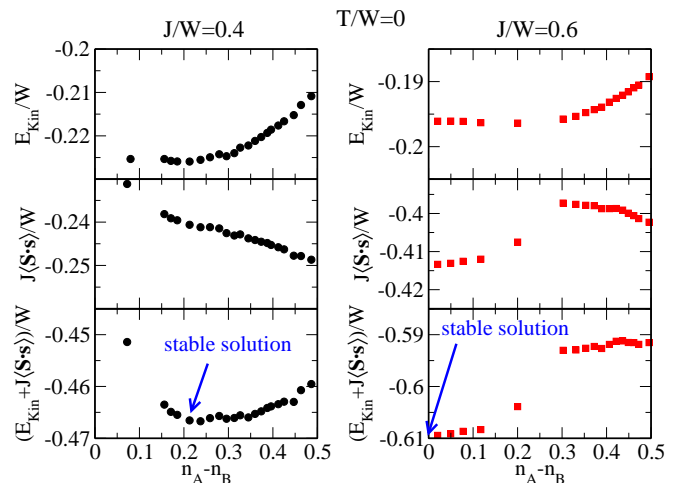 T/W=0
J/W=0.4
J/W=0.6
E_Kin/W
-0.2
-0.21
-0.22
J⟨S·s⟩/W
-0.24
-0.25
(E_Kin+J⟨S·s⟩)/W
-0.45
-0.46
-0.47
stable solution
0 0.1 0.2 0.3 0.4 0.5
n_A-n_B
E_Kin/W
-0.19
-0.2
J⟨S·s⟩/W
-0.4
-0.41
-0.42
(E_Kin+J⟨S·s⟩)/W
-0.59
-0.6
-0.61
stable solution
0 0.1 0.2 0.3 0.4 0.5
n_A-n_B